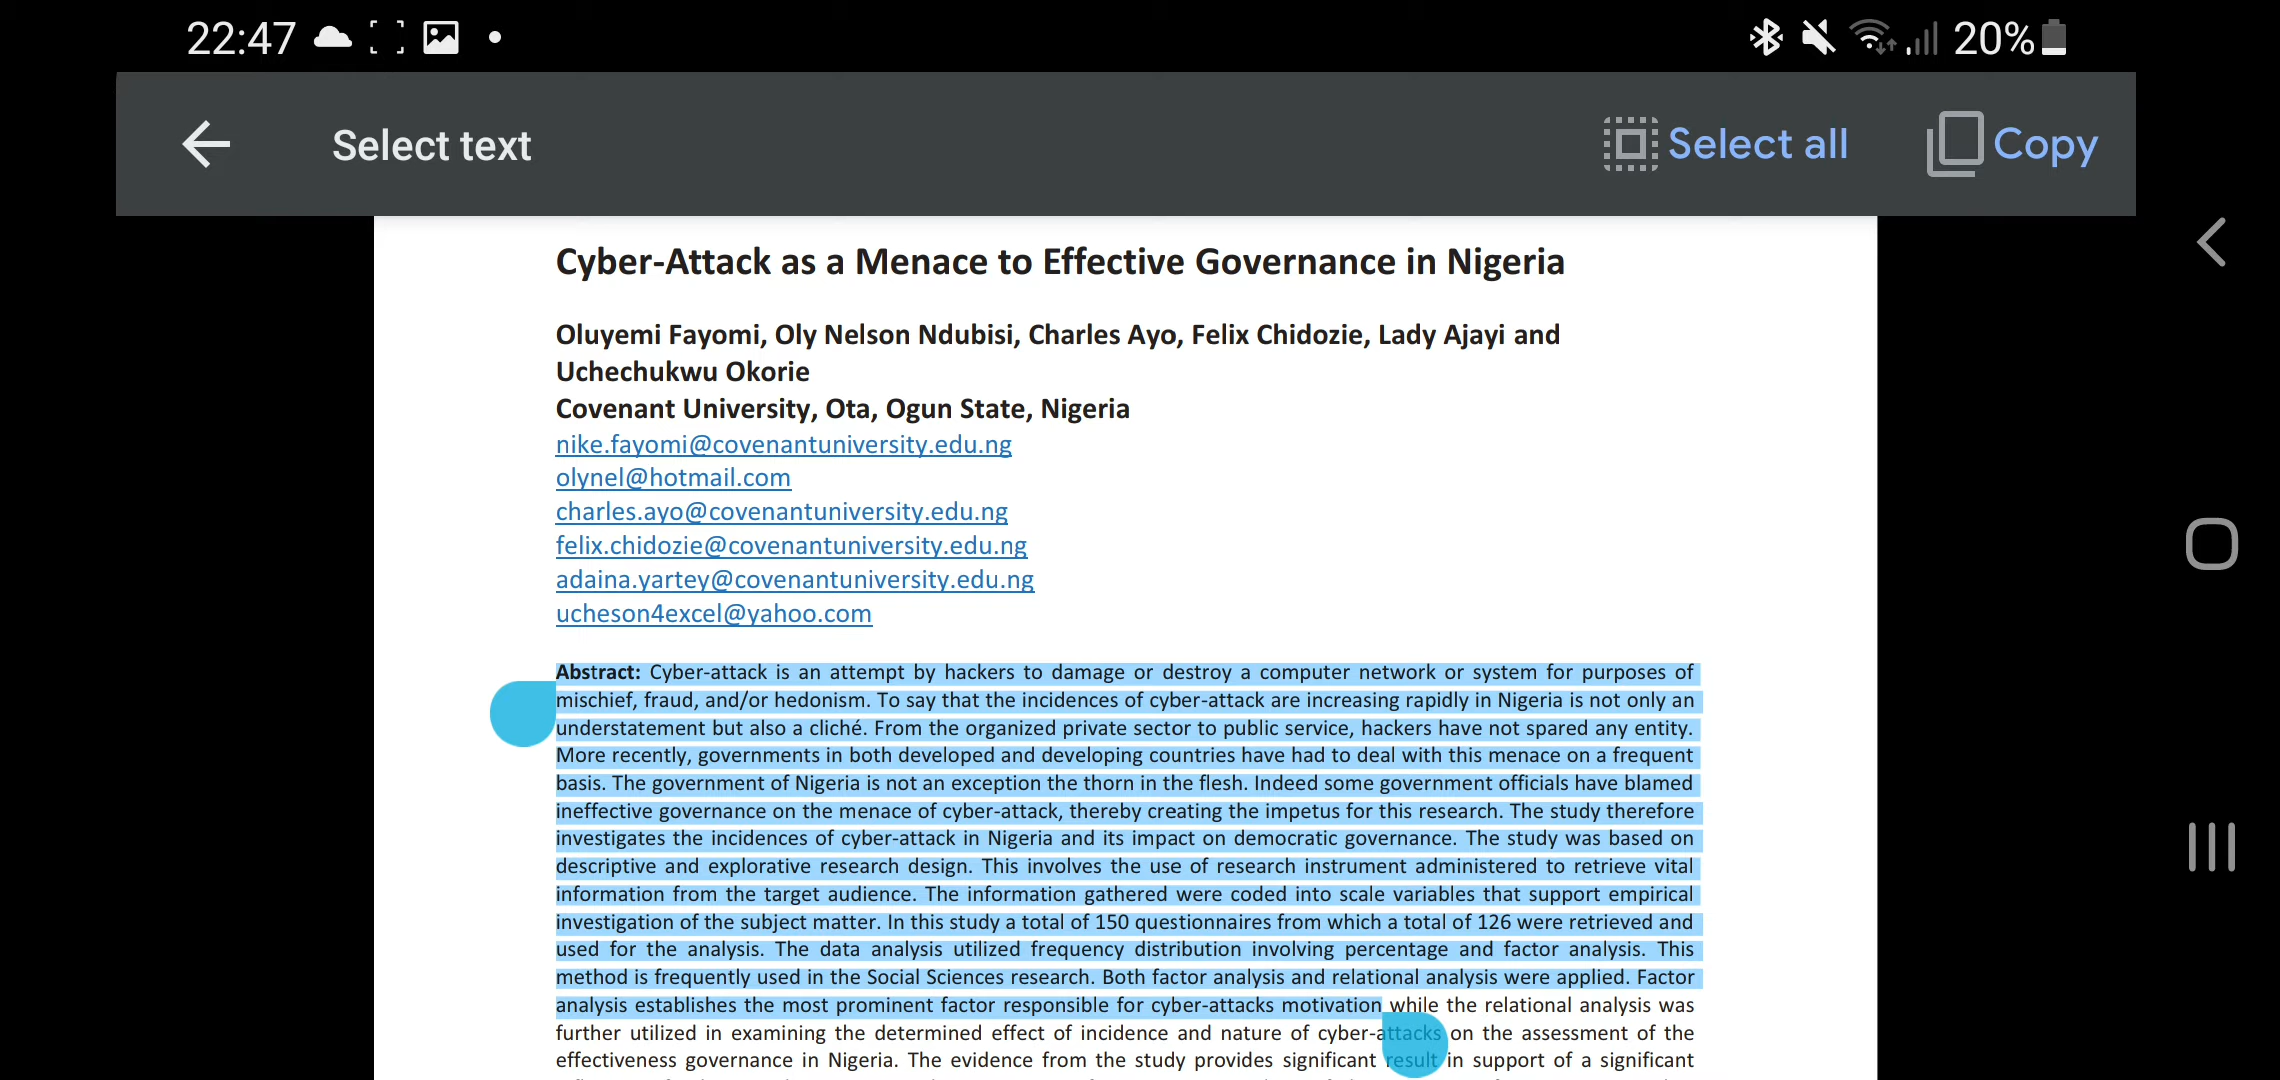 22:47
20%
Select text
Select all
Copy
Cyber-Attack as a Menace to Effective Governance in Nigeria
Oluyemi Fayomi, Oly Nelson Ndubisi, Charles Ayo, Felix Chidozie, Lady Ajayi and
Uchechukwu Okorie
Covenant University, Ota, Ogun State, Nigeria
nike.fayomi@covenantuniversity.edu.ng
olynel@hotmail.com
charles.ayo@covenantuniversity.edu.ng
felix.chidozie@covenantuniversity.edu.ng
adaina.yartey@covenantuniversity.edu.ng
ucheson4excel@yahoo.com
Abstract: Cyber-attack is an attempt by hackers to damage or destroy a computer network or system for purposes of
mischief, fraud, and/or hedonism. To say that the incidences of cyber-attack are increasing rapidly in Nigeria is not only an
understatement but also a cliché. From the organized private sector to public service, hackers have not spared any entity.
More recently, governments in both developed and developing countries have had to deal with this menace on a frequent
basis. The government of Nigeria is not an exception the thorn in the flesh. Indeed some government officials have blamed
ineffective governance on the menace of cyber-attack, thereby creating the impetus for this research. The study therefore
investigates the incidences of cyber-attack in Nigeria and its impact on democratic governance. The study was based on
descriptive and explorative research design. This involves the use of research instrument administered to retrieve vital
information from the target audience. The information gathered were coded into scale variables that support empirical
investigation of the subject matter. In this study a total of 150 questionnaires from which a total of 126 were retrieved and
used for the analysis. The data analysis utilized frequency distribution involving percentage and factor analysis. This
method is frequently used in the Social Sciences research. Both factor analysis and relational analysis were applied. Factor
analysis establishes the most prominent factor responsible for cyber-attacks motivation while the relational analysis was
further utilized in examining the determined effect of incidence and nature of cyber-attacks on the assessment of the
effectiveness governance in Nigeria. The evidence from the study provides significant result in support of a significant